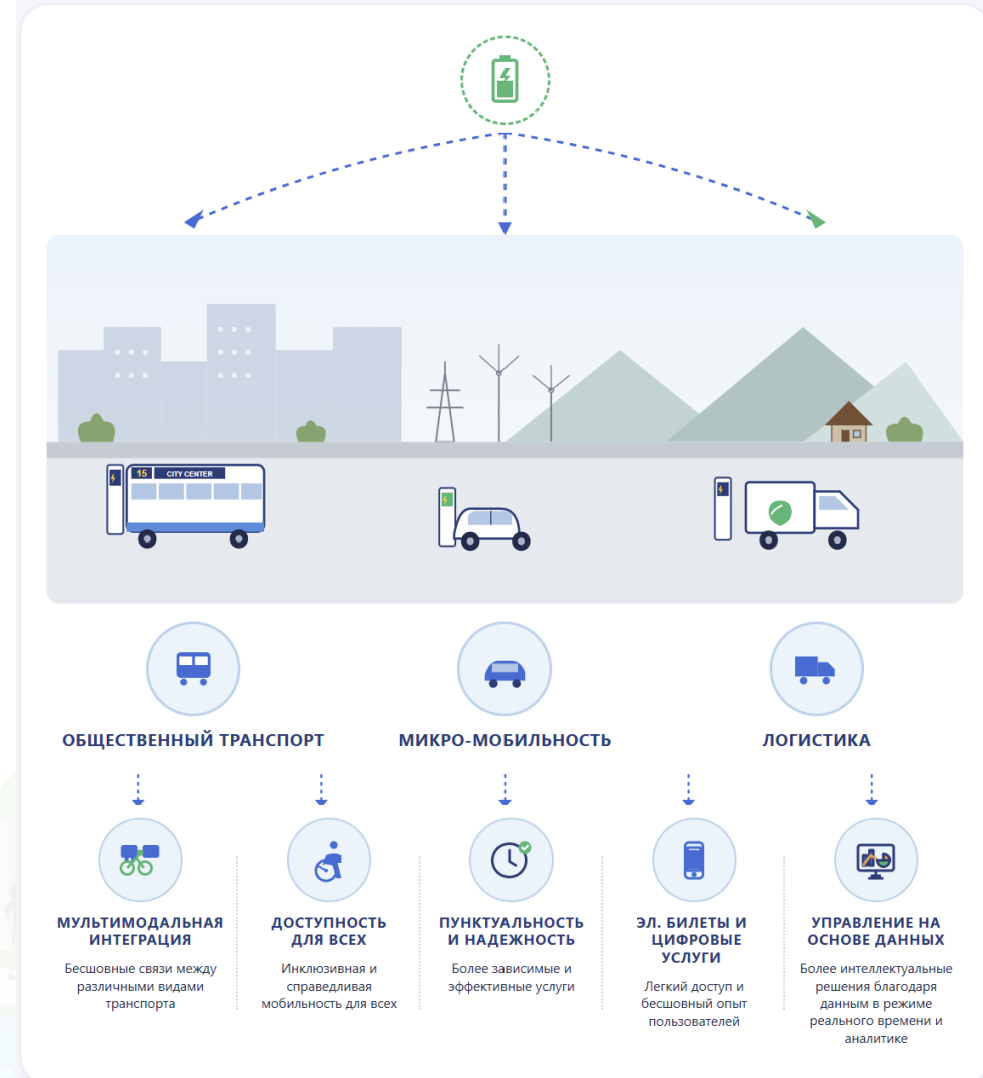 15 CITY CENTER
ОБЩЕСТВЕННЫЙ ТРАНСПОРТ
МИКРО-МОБИЛЬНОСТЬ
ЛОГИСТИКА
МУЛЬТИМОДАЛЬНАЯ
ИНТЕГРАЦИЯ
Бесшовные связи между
различными видами
транспорта
ДОСТУПНОСТЬ
ДЛЯ ВСЕХ
Инклюзивная и
справедливая
мобильность для всех
ПУНКТУАЛЬНОСТЬ
И НАДЕЖНОСТЬ
Более зависимые и
эффективные услуги
ЭЛ. БИЛЕТЫ И
ЦИФРОВЫЕ
УСЛУГИ
Легкий доступ и
бесшовный опыт
пользователей
УПРАВЛЕНИЕ НА
ОСНОВЕ ДАННЫХ
Более интеллектуальные
решения благодаря
данным в режиме
реального времени и
аналитике